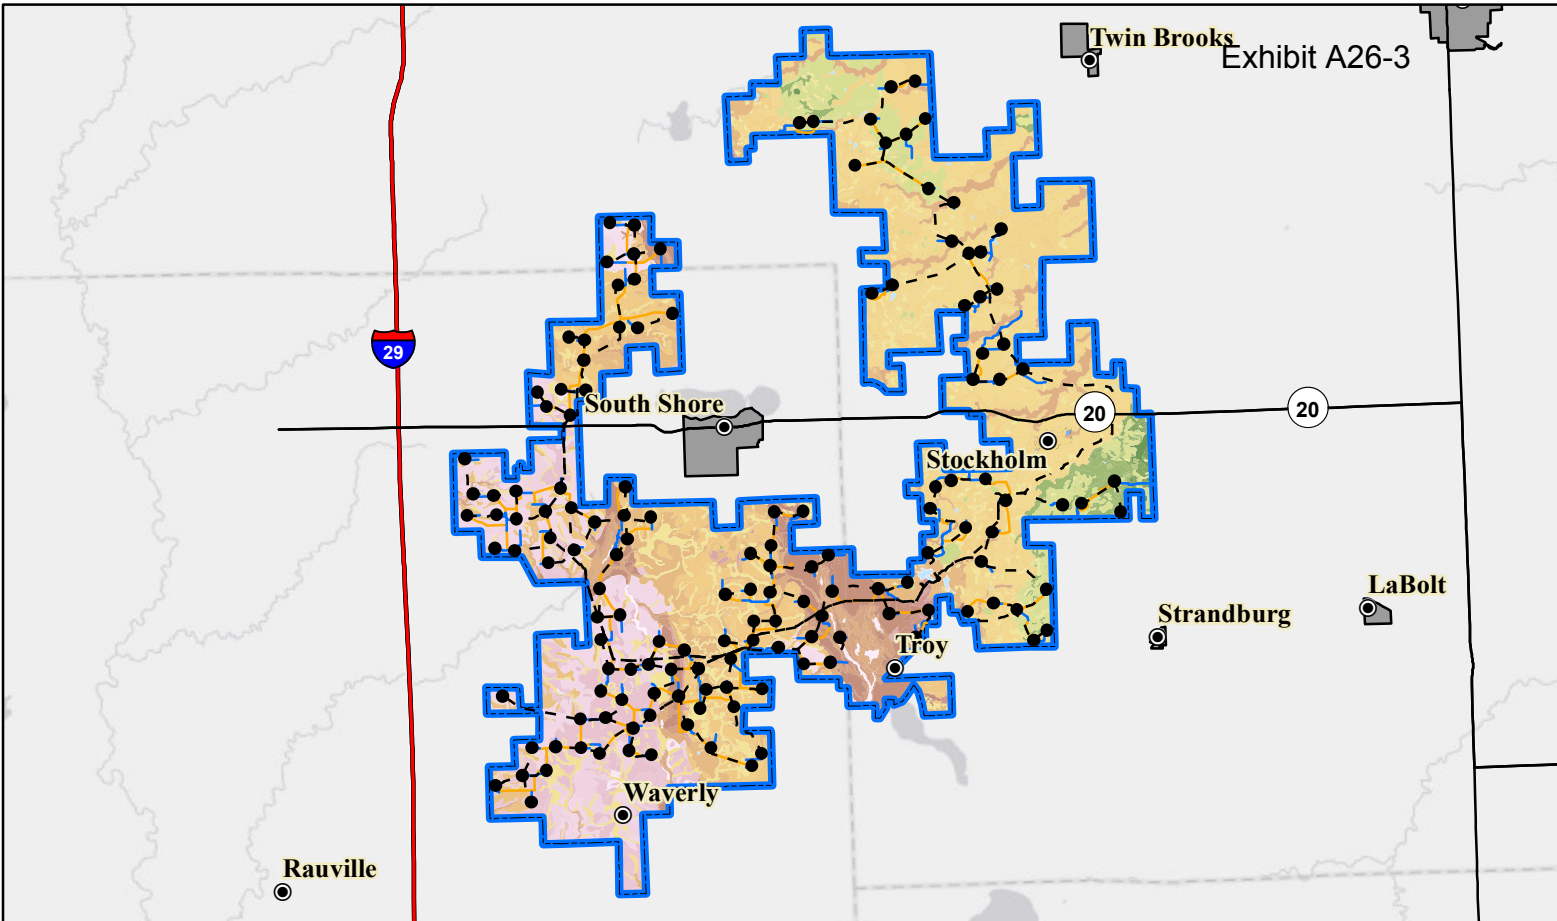 Twin Brooks
Exhibit A26-3
29
South Shore
20
20
Stockholm
LaBolt
Strandburg
Troy
Waverly
Rauville